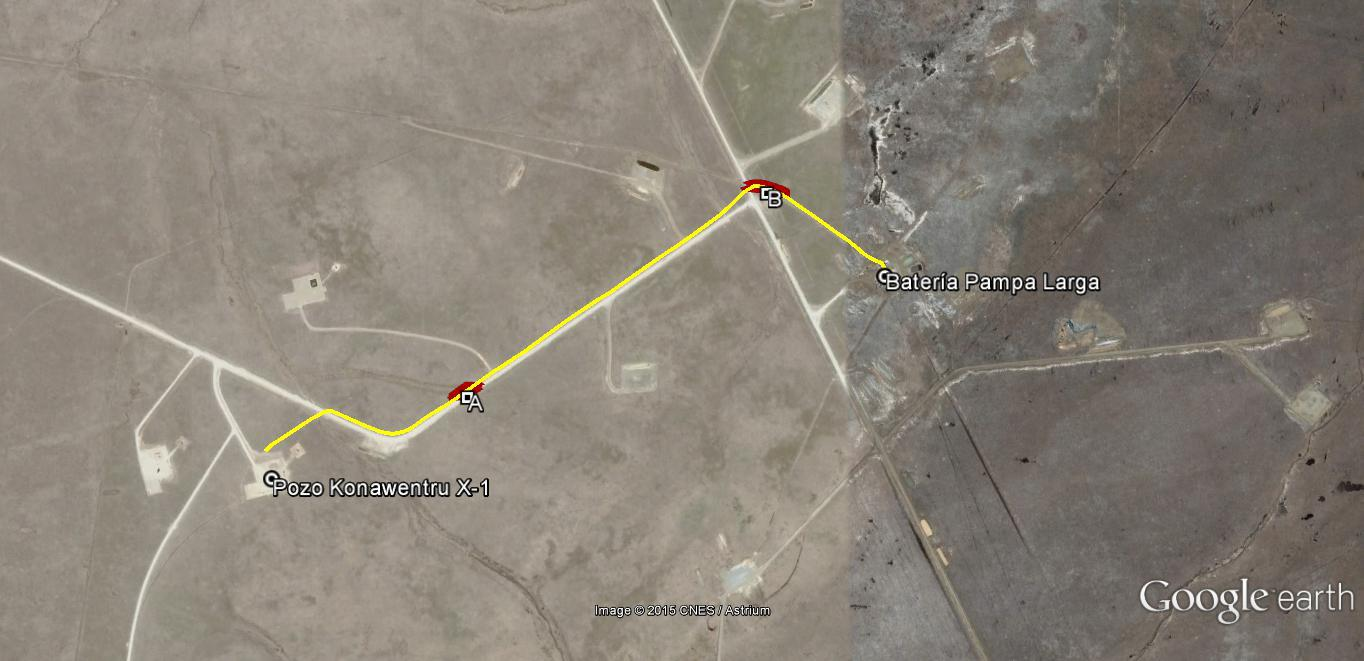 B
Batería Pampa Larga
A
Pozo Konawentru X-1
Image © 2015 CNES / Astrium
Google earth